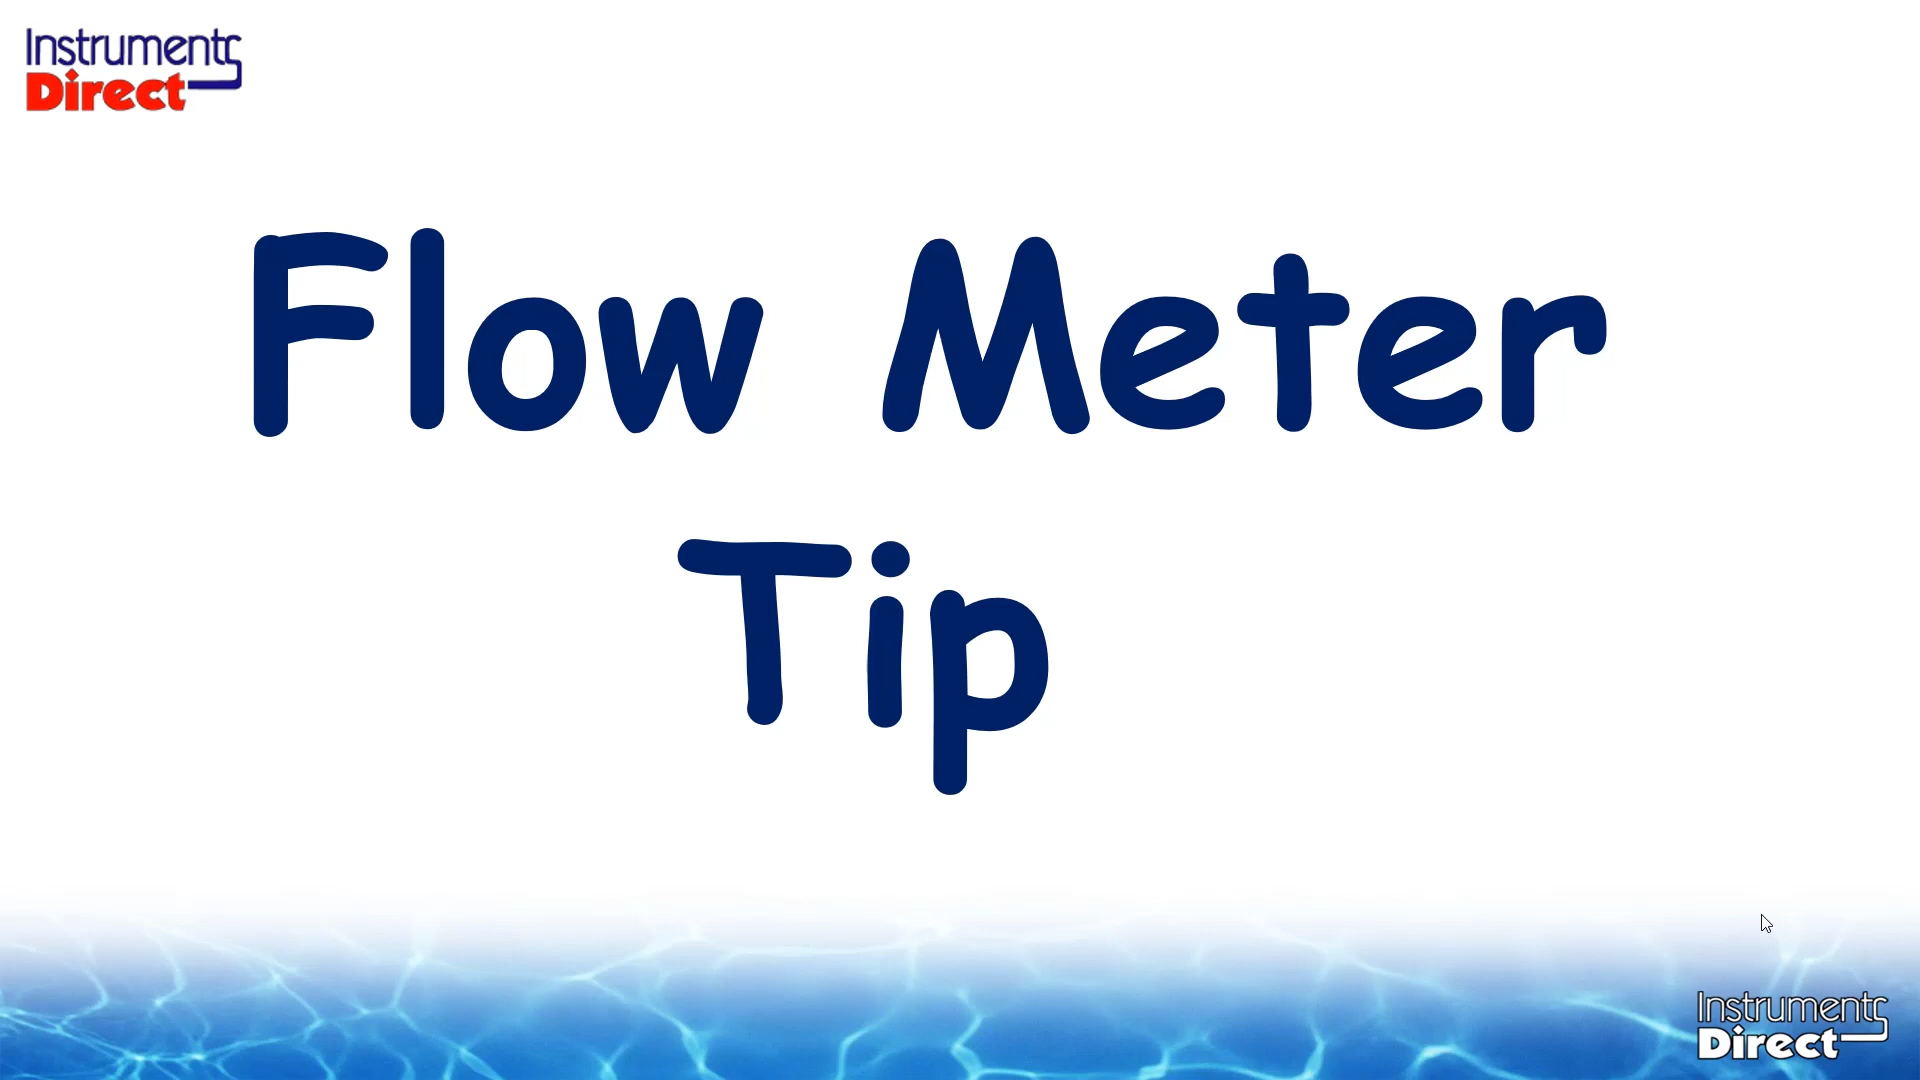 Instruments
Direct
Flow Meter
Tip
Instruments
Direct